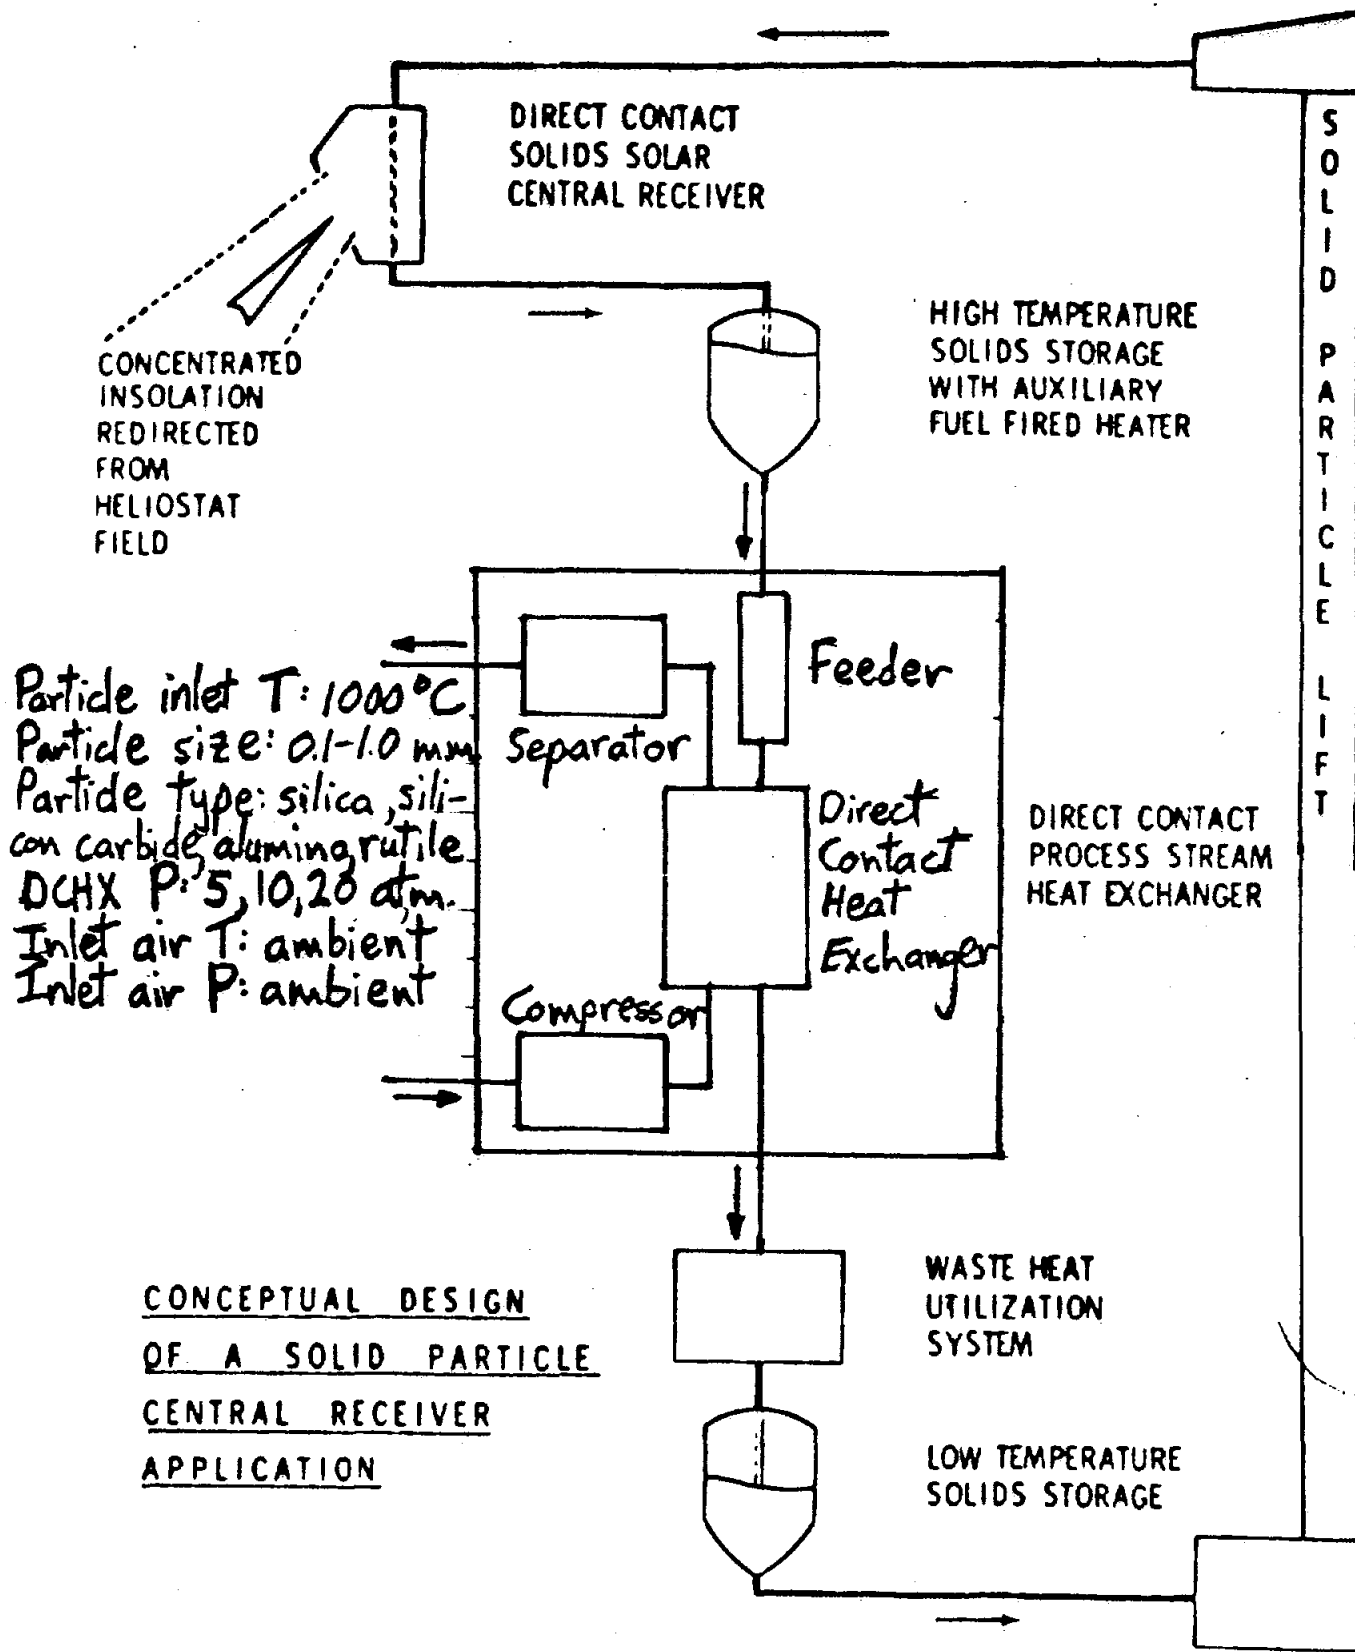 DIRECT CONTACT
SOLIDS SOLAR
CENTRAL RECEIVER
CONCENTRATED
INSOLATION
REDIRECTED
FROM
HELIOSTAT
FIELD
HIGH TEMPERATURE
SOLIDS STORAGE
WITH AUXILIARY
FUEL FIRED HEATER
SOLID PARTICLE LIFT
Feeder
Separator
Particle inlet T: 1000°C
Particle size: 0.1-1.0 mm
Particle type: silica, sili-
con carbide, alumina, rutile
DCHX P: 5, 10, 20 atm.
Inlet air T: ambient
Inlet air P: ambient
Direct
Contact
Heat
Exchanger
DIRECT CONTACT
PROCESS STREAM
HEAT EXCHANGER
Compressor
WASTE HEAT
UTILIZATION
SYSTEM
CONCEPTUAL DESIGN
OF A SOLID PARTICLE
CENTRAL RECEIVER
APPLICATION
LOW TEMPERATURE
SOLIDS STORAGE